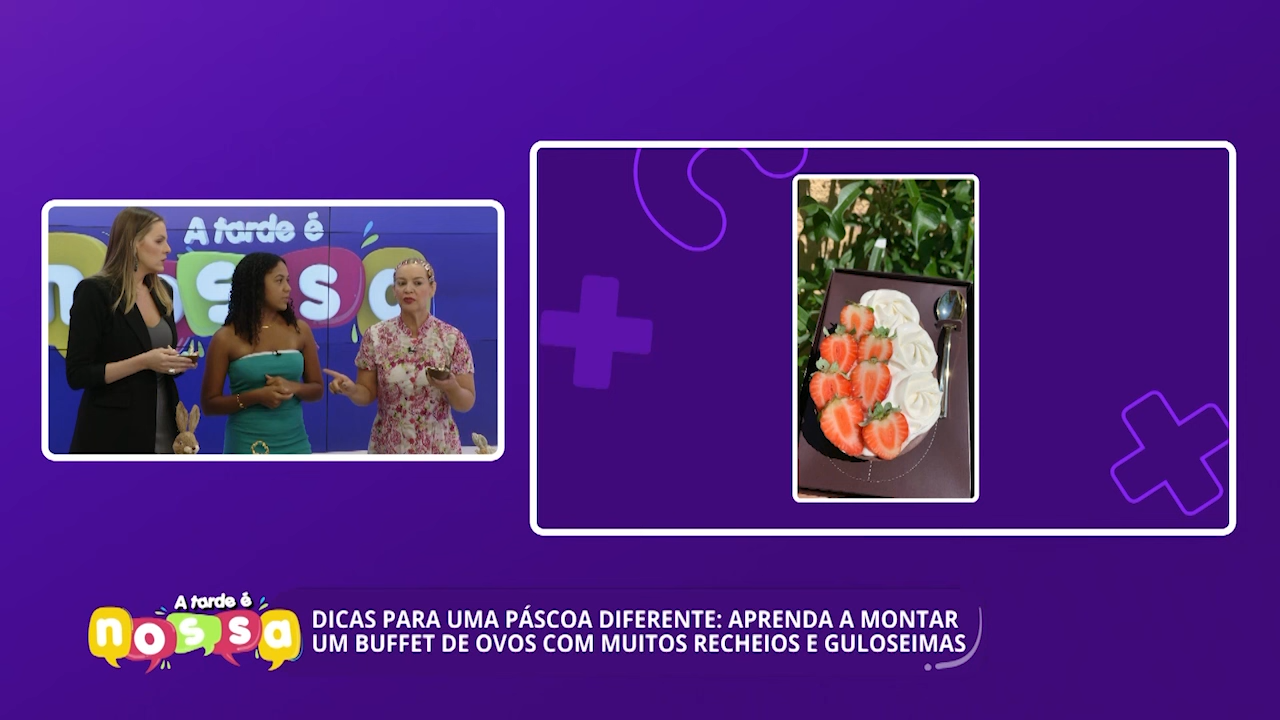 A tarde é
nossa
A tarde é
nossa
DICAS PARA UMA PÁSCOA DIFERENTE: APRENDA A MONTAR
UM BUFFET DE OVOS COM MUITOS RECHEIOS E GULOSEIMAS